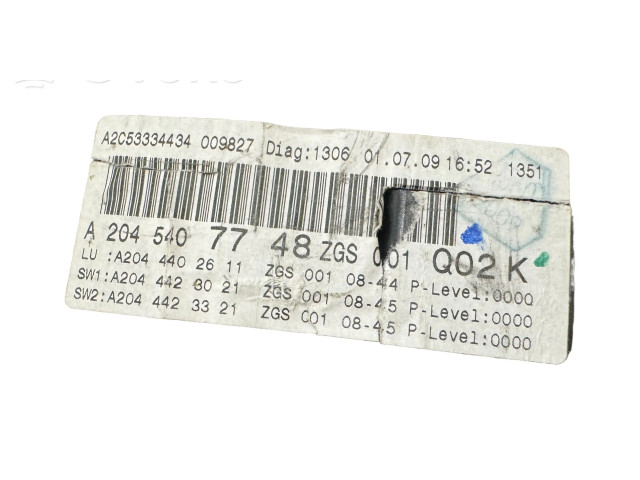 A2C53334434 009827 Diag:1306 01.07.09 16:52 1351
A 204 540 77 48 ZGS 001 Q02 K
LU :A204 440 26 11 ZGS 001 08-44 P-Level:0000
SW1:A204 442 30 21 ZGS 001 08-45 P-Level:0000
SW2:A204 442 33 21 ZGS 001 08-45 P-Level:0000